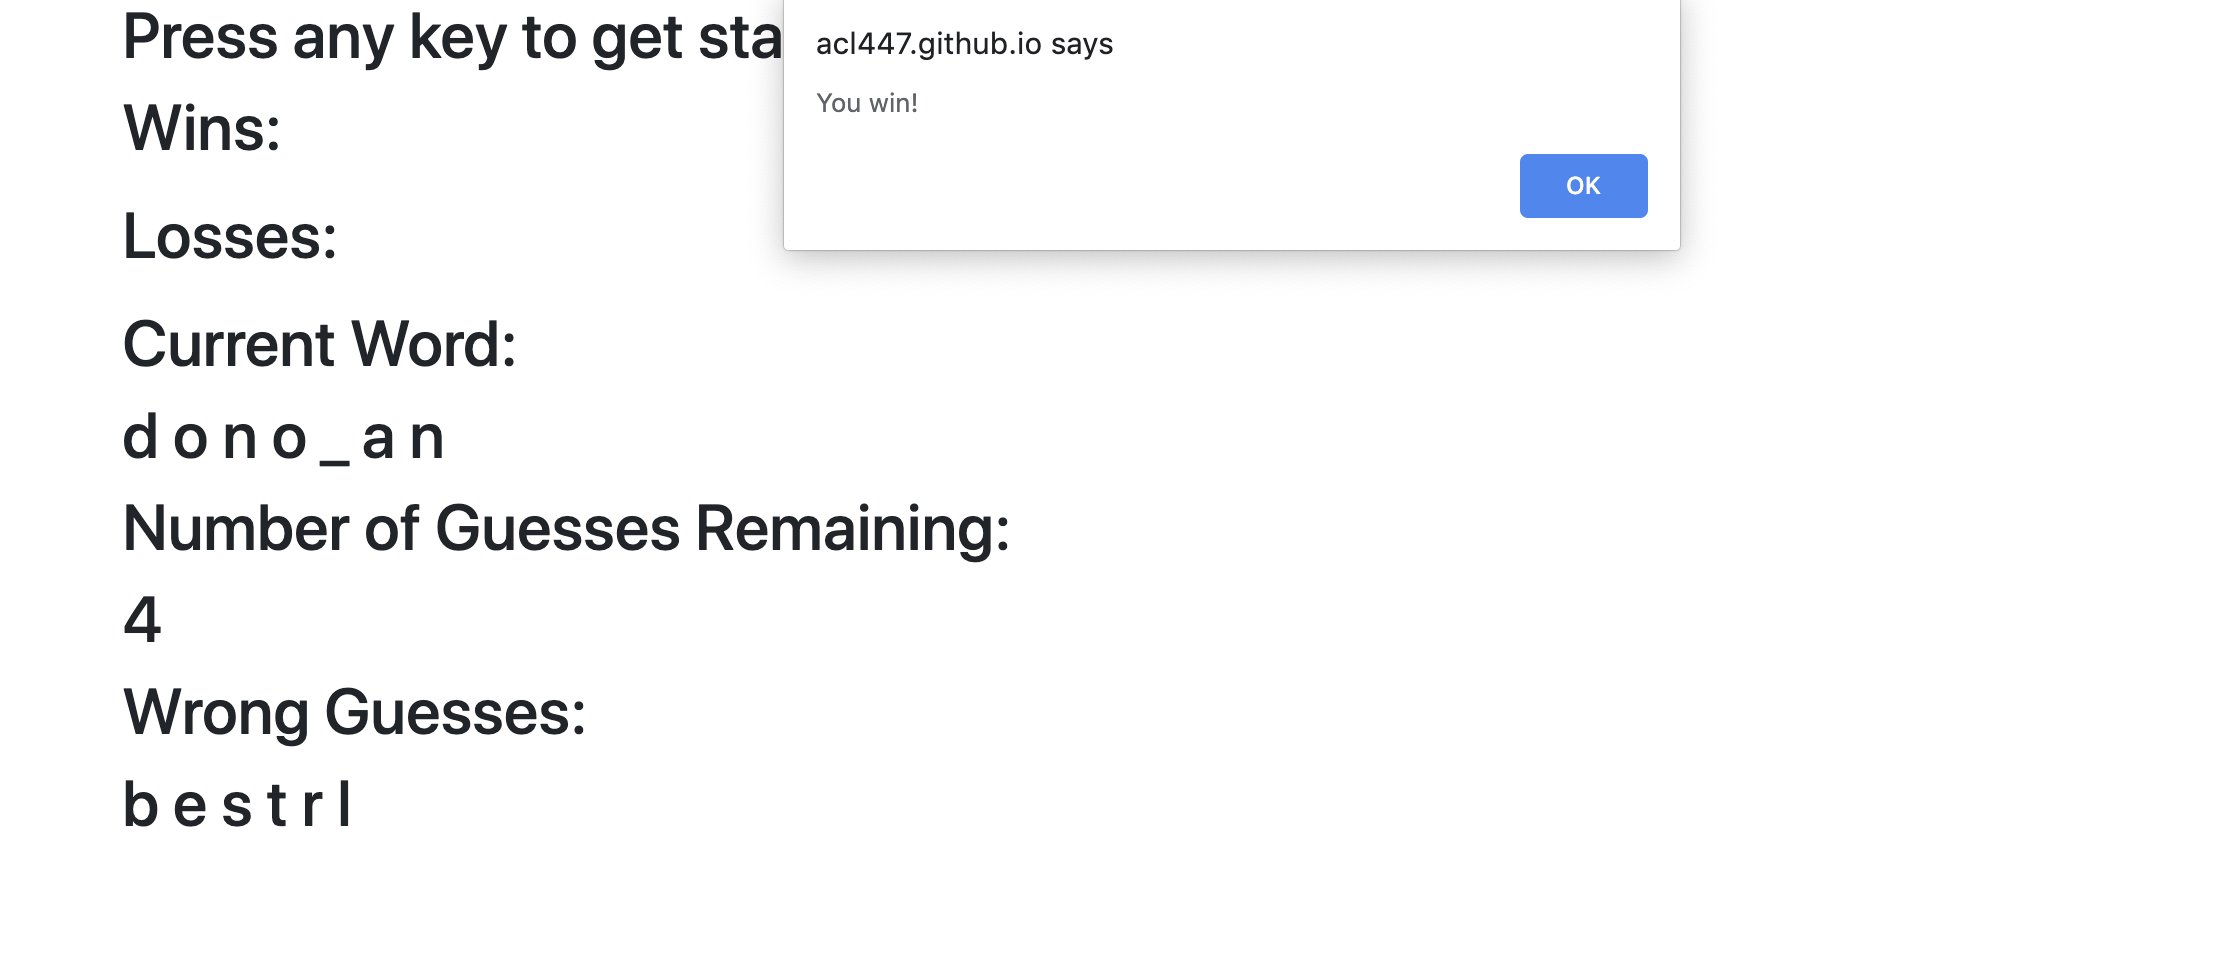 Press any key to get sta
acl447.github.io says
You win!
OK
Wins:
Losses:
Current Word:
d o n o _ a n
Number of Guesses Remaining:
4
Wrong Guesses:
b e s t r l